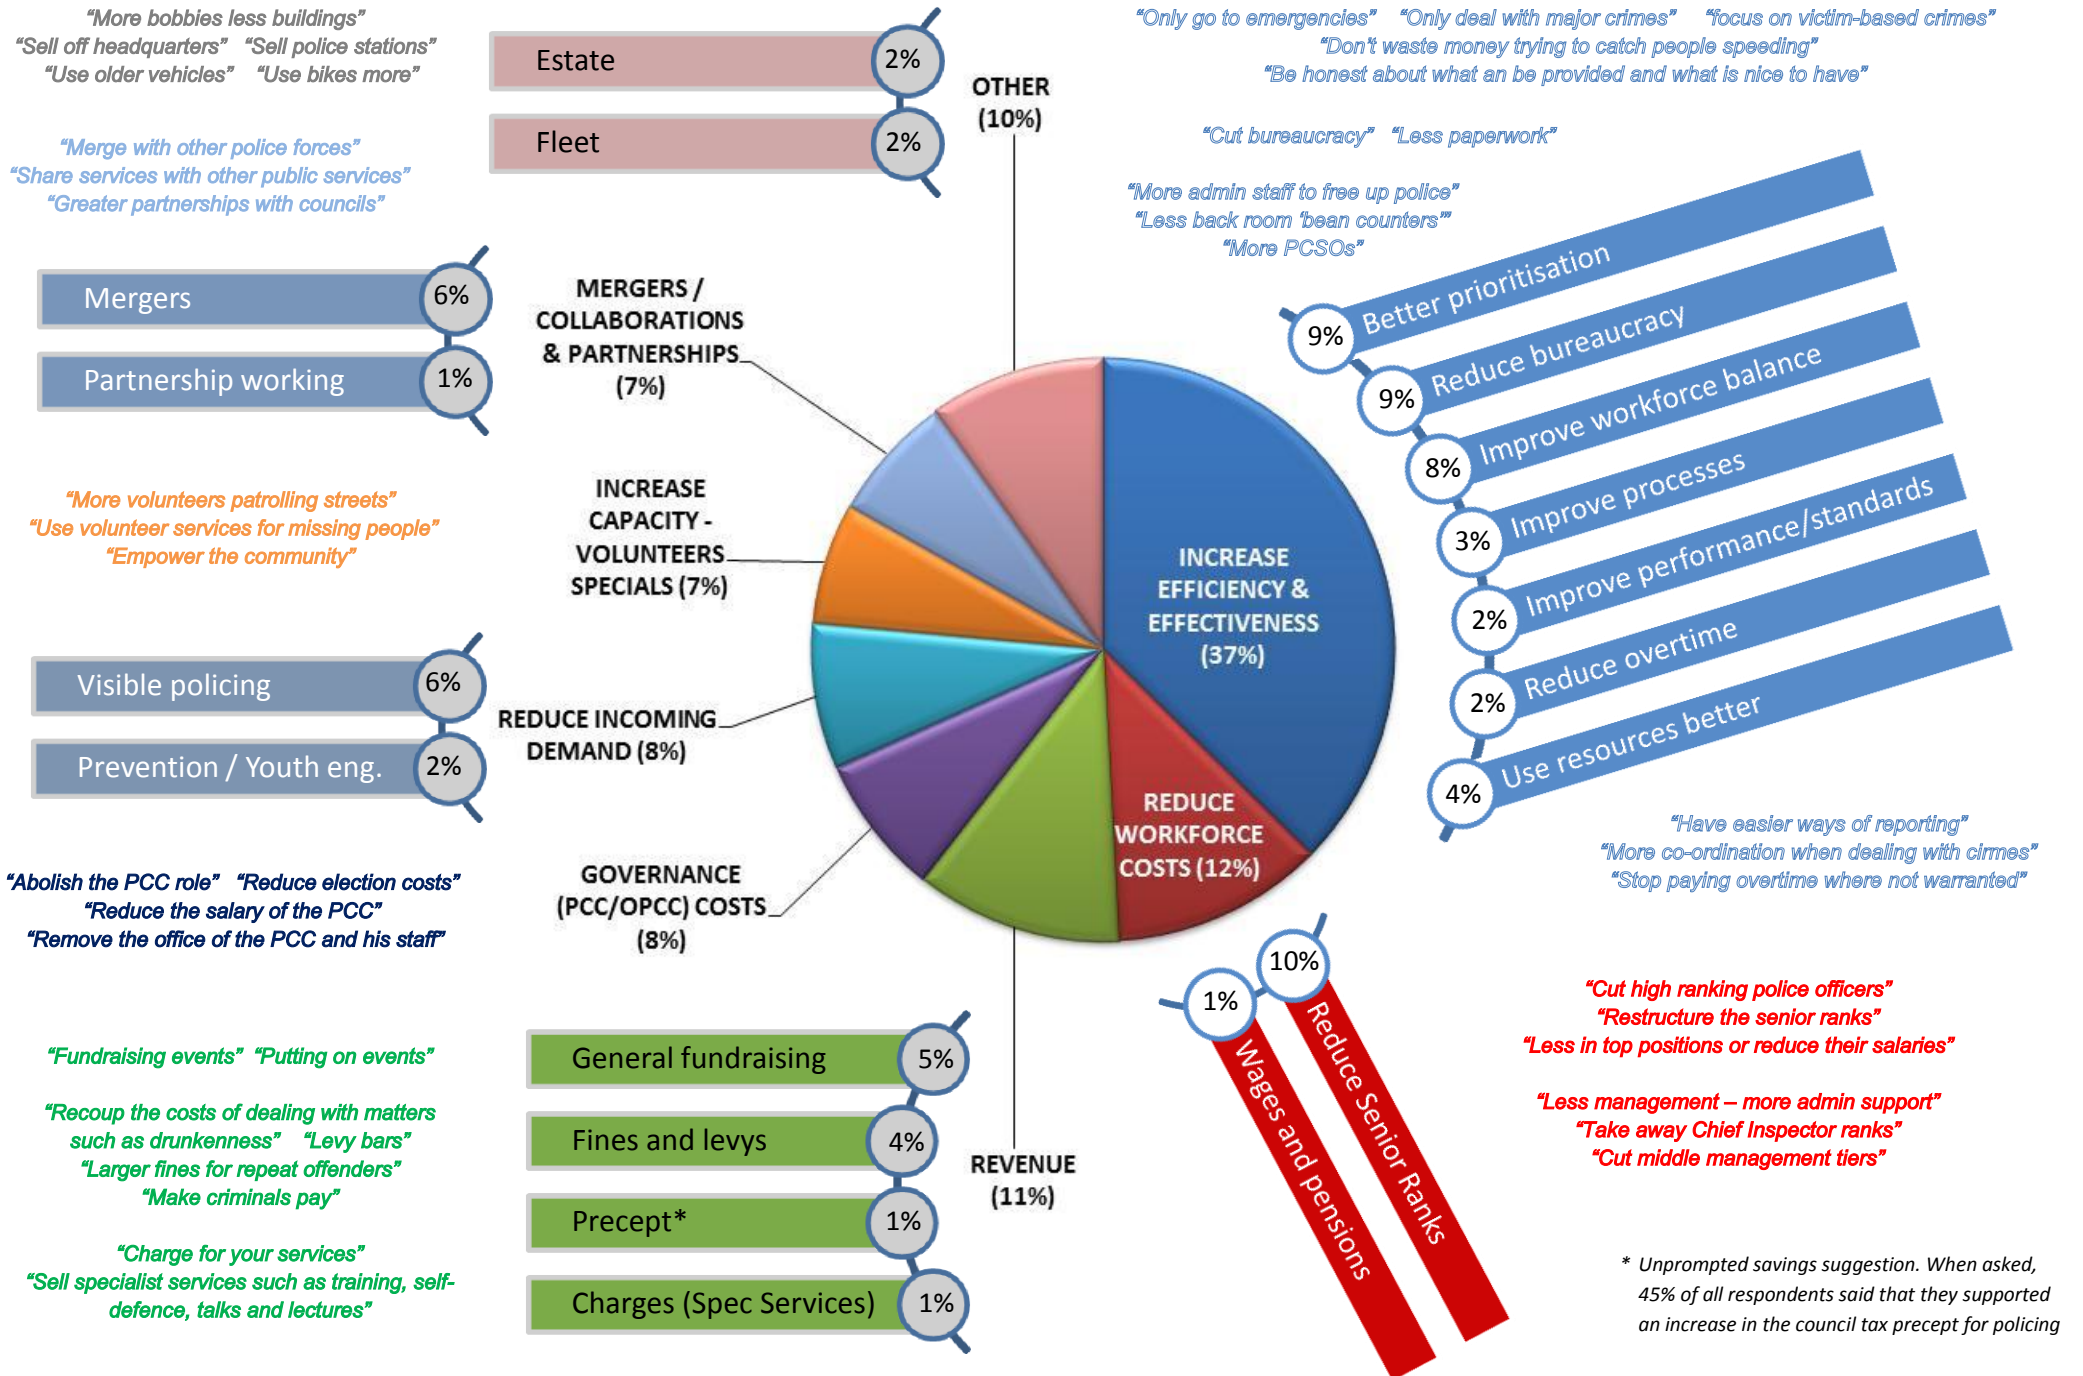 “More bobbies less buildings”
“Sell off headquarters” “Sell police stations”
“Use older vehicles” “Use bikes more”
Estate
2%
Fleet
2%
OTHER
(10%)
“Only go to emergencies” “Only deal with major crimes” “focus on victim-based crimes”
“Don’t waste money trying to catch people speeding”
“Be honest about what an be provided and what is nice to have”
“Cut bureaucracy” “Less paperwork”
“More admin staff to free up police”
“Less back room ‘bean counters’”
“More PCSOs”
“Merge with other police forces”
“Share services with other public services”
“Greater partnerships with councils”
Mergers
6%
Partnership working
1%
MERGERS /
COLLABORATIONS
& PARTNERSHIPS
(7%)
9%
Better prioritisation
9%
Reduce bureaucracy
8%
Improve workforce balance
3%
Improve processes
2%
Improve performance/standards
2%
Reduce overtime
4%
Use resources better
“More volunteers patrolling streets”
“Use volunteer services for missing people”
“Empower the community”
INCREASE
CAPACITY -
VOLUNTEERS
SPECIALS (7%)
INCREASE
EFFICIENCY &
EFFECTIVENESS
(37%)
Visible policing
6%
Prevention / Youth eng.
2%
REDUCE INCOMING
DEMAND (8%)
REDUCE
WORKFORCE
COSTS (12%)
“Have easier ways of reporting”
“More co-ordination when dealing with cirmes”
“Stop paying overtime where not warranted”
“Abolish the PCC role” “Reduce election costs”
“Reduce the salary of the PCC”
“Remove the office of the PCC and his staff”
GOVERNANCE
(PCC/OPCC) COSTS
(8%)
10%
Reduce Senior Ranks
1%
Wages and pensions
“Cut high ranking police officers”
“Restructure the senior ranks”
“Less in top positions or reduce their salaries”
“Less management – more admin support”
“Take away Chief Inspector ranks”
“Cut middle management tiers”
“Fundraising events” “Putting on events”
“Recoup the costs of dealing with matters
such as drunkenness” “Levy bars”
“Larger fines for repeat offenders”
“Make criminals pay”
“Charge for your services”
“Sell specialist services such as training, self-
defence, talks and lectures”
General fundraising
5%
Fines and levys
4%
Precept*
1%
Charges (Spec Services)
1%
REVENUE
(11%)
* Unprompted savings suggestion. When asked,
45% of all respondents said that they supported
an increase in the council tax precept for policing